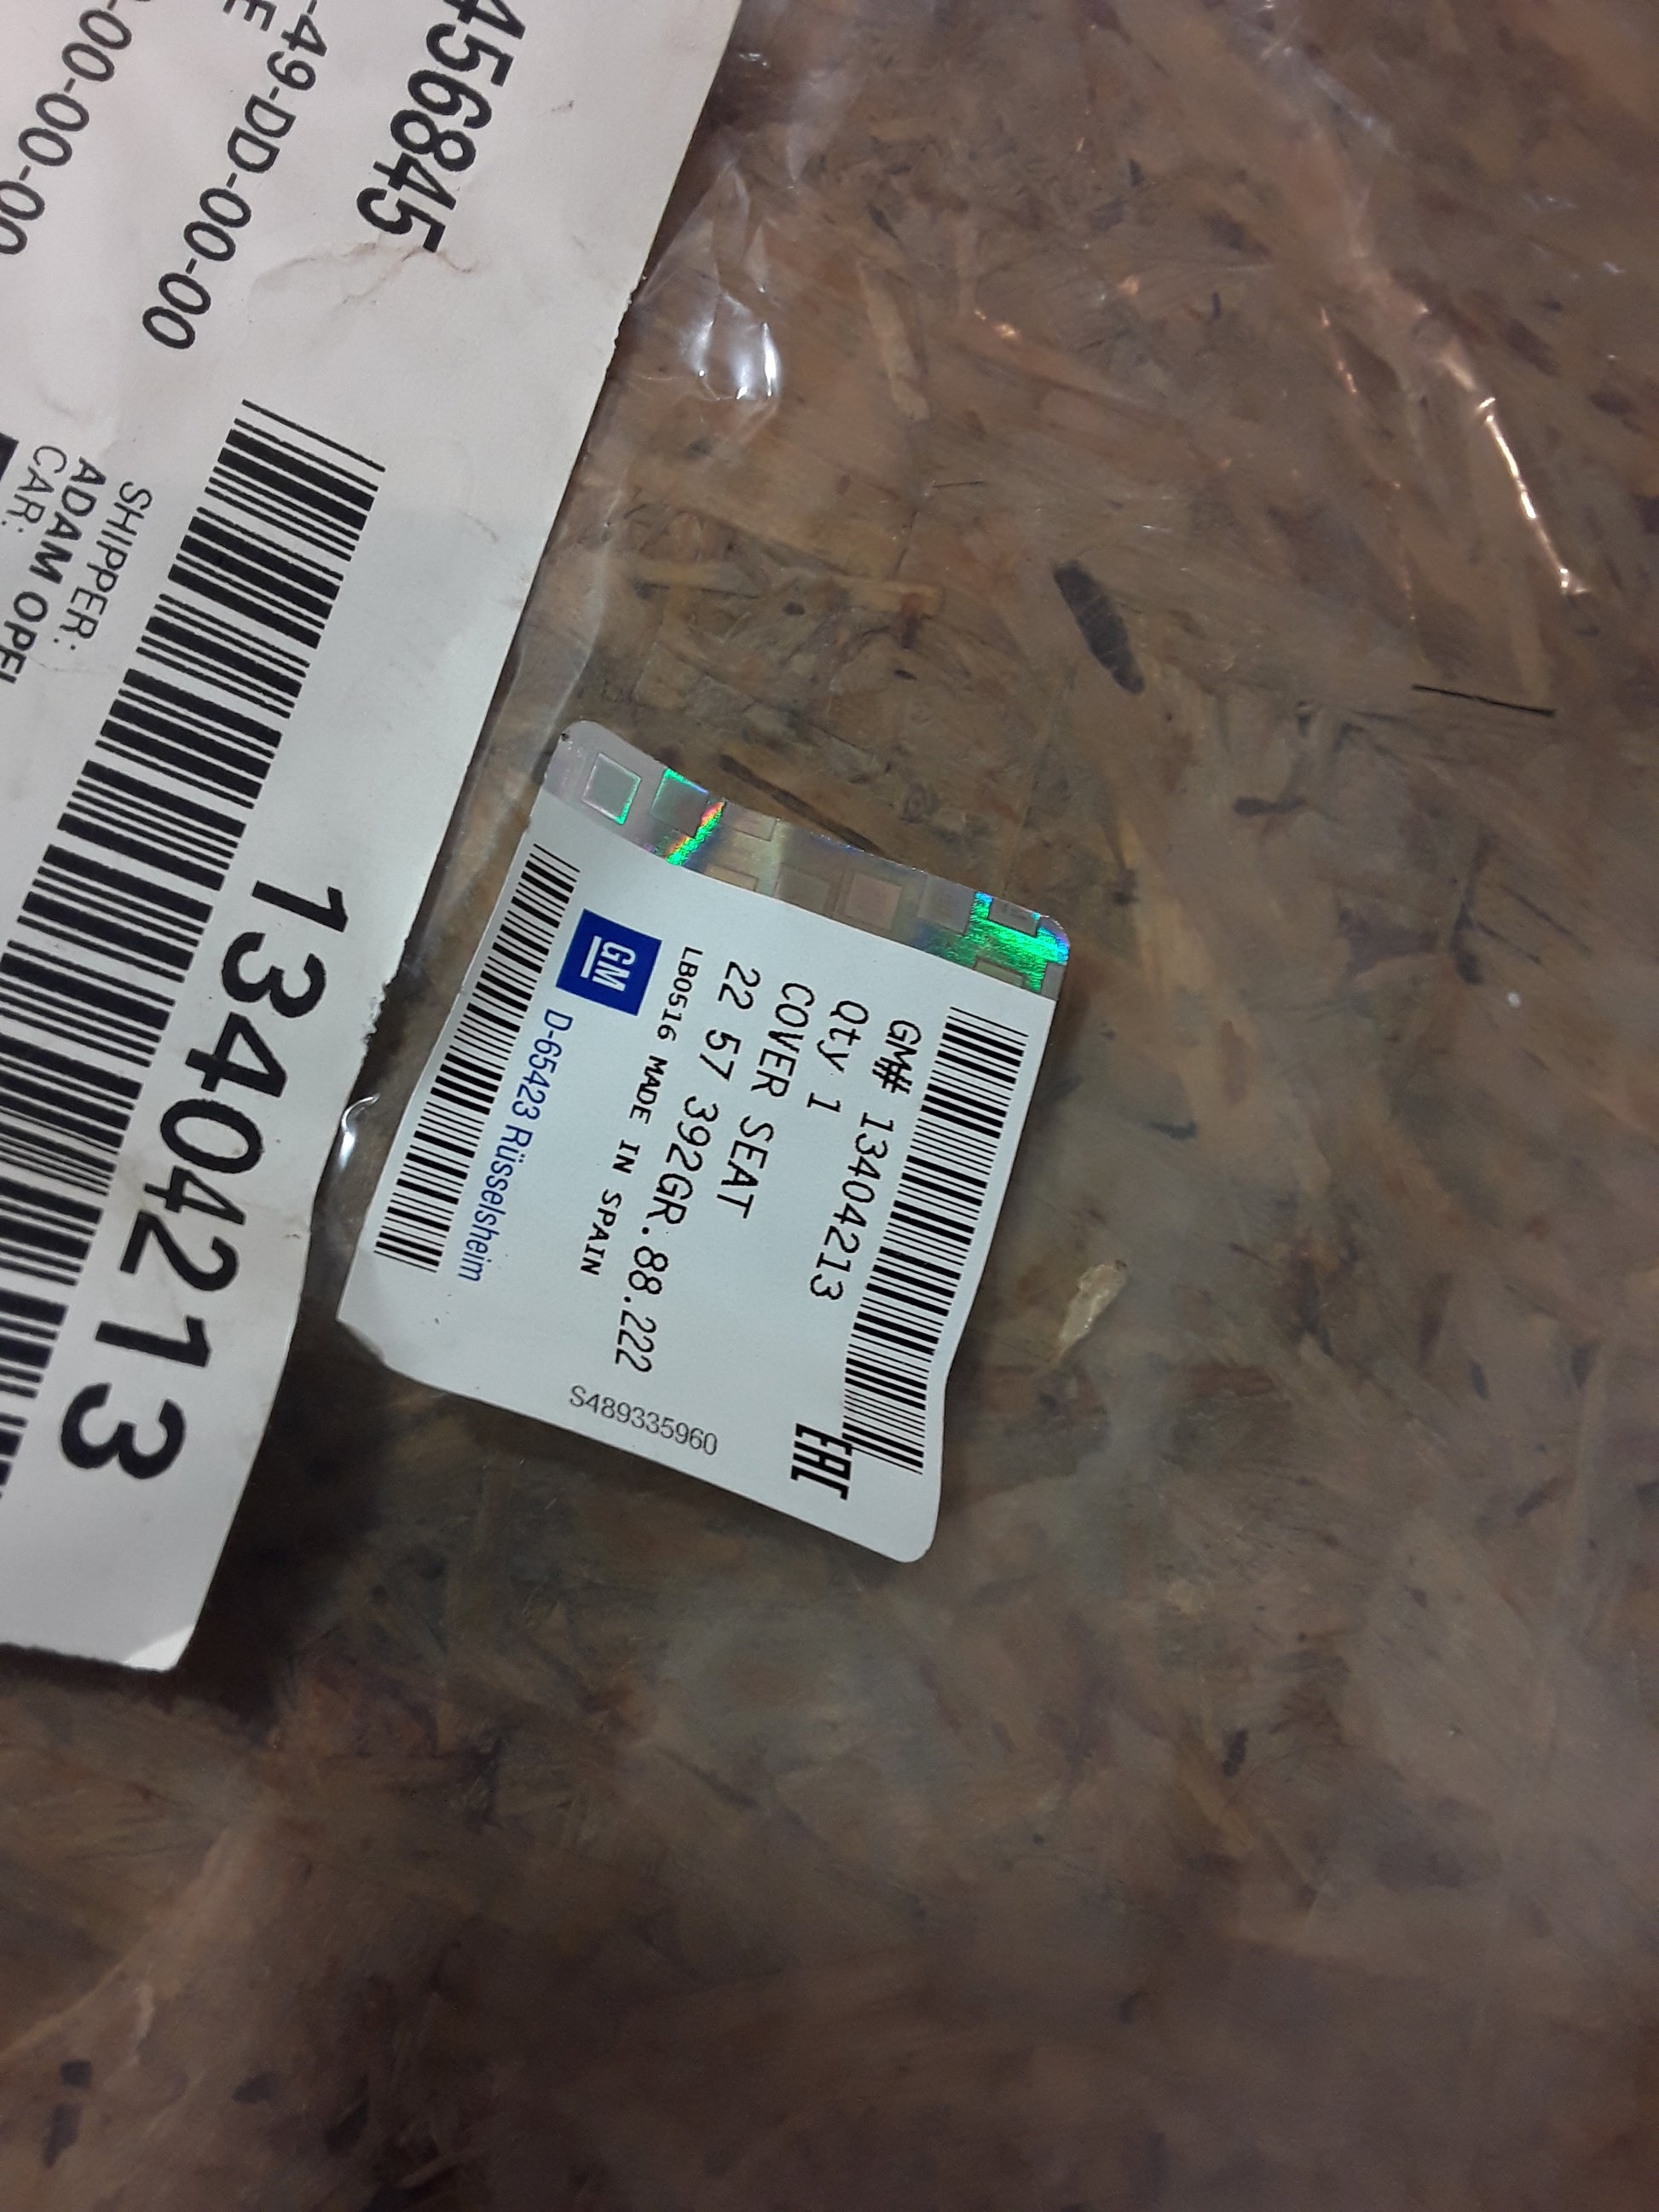 456845
-49-DD-00-00
E
-00-00-00
SHIPPER:
ADAM OPEL
CAR:
13404213
GM# 13404213
Qty 1
COVER SEAT
22 57 392GR.88.222
LB0516 MADE IN SPAIN
GM
D-65423 Rüsselsheim
S489335960
EAC